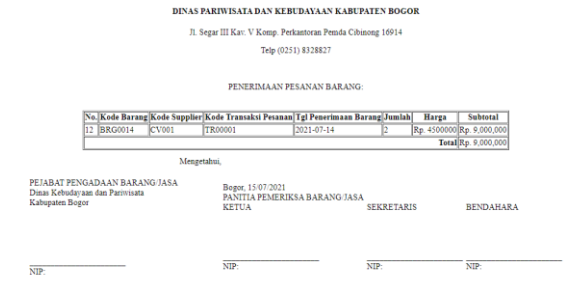 DINAS PARIWISATA DAN KEBUDAYAAN KABUPATEN BOGOR
Jl. Segar III Kav. V Komp. Perkantoran Pemda Cibinong 16914
Telp (0251) 8328827
PENERIMAAN PESANAN BARANG:
No. Kode Barang Kode Supplier Kode Transaksi Pesanan Tgl Penerimaan Barang Jumlah Harga Subtotal
12 BRG0014 CV001 TR00001 2021-07-14 2 Rp. 4500000 Rp. 9,000,000
Total Rp. 9,000,000
Mengetahui,
PEJABAT PENGADAAN BARANG/JASA
Dinas Kebudayaan dan Pariwisata
Kabupaten Bogor
Bogor, 15/07/2021
PANITIA PEMERIKSA BARANG/JASA
KETUA SEKRETARIS BENDAHARA
NIP: NIP: NIP: NIP: